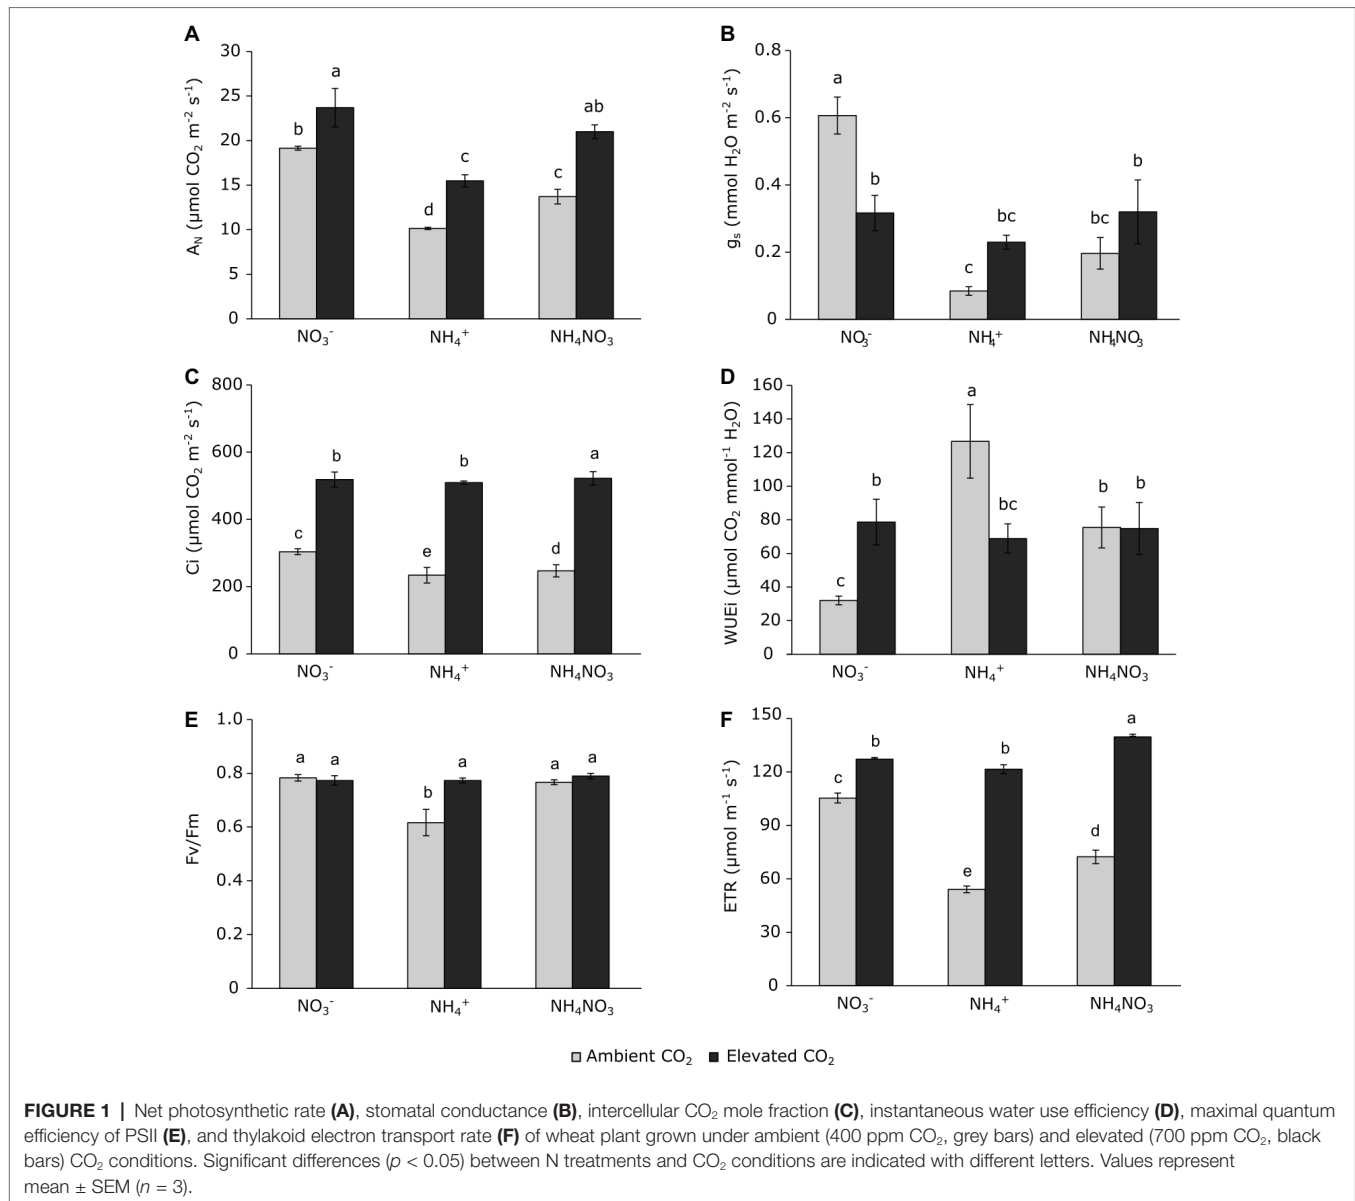 A
A_N (µmol CO₂ m⁻² s⁻¹)
30
25
20
15
10
5
0
b
a
d
c
c
ab
NO₃⁻
NH₄⁺
NH₄NO₃
B
gₛ (mmol H₂O m⁻² s⁻¹)
0.8
0.6
0.4
0.2
0
a
b
c
bc
bc
b
NO₃⁻
NH₄⁺
NH₄NO₃
C
Ci (µmol CO₂ m⁻² s⁻¹)
800
600
400
200
0
c
b
e
b
d
a
NO₃⁻
NH₄⁺
NH₄NO₃
D
WUEi (µmol CO₂ mmol⁻¹ H₂O)
160
140
120
100
80
60
40
20
0
c
b
a
bc
b
b
NO₃⁻
NH₄⁺
NH₄NO₃
E
Fv/Fm
1.0
0.8
0.6
0.4
0.2
0
a
a
b
a
a
a
NO₃⁻
NH₄⁺
NH₄NO₃
F
ETR (µmol m⁻¹ s⁻¹)
150
120
90
60
30
0
c
b
e
b
d
a
NO₃⁻
NH₄⁺
NH₄NO₃
Ambient CO₂ Elevated CO₂
FIGURE 1 | Net photosynthetic rate (A), stomatal conductance (B), intercellular CO₂ mole fraction (C), instantaneous water use efficiency (D), maximal quantum
efficiency of PSII (E), and thylakoid electron transport rate (F) of wheat plant grown under ambient (400 ppm CO₂, grey bars) and elevated (700 ppm CO₂, black
bars) CO₂ conditions. Significant differences (p < 0.05) between N treatments and CO₂ conditions are indicated with different letters. Values represent
mean ± SEM (n = 3).